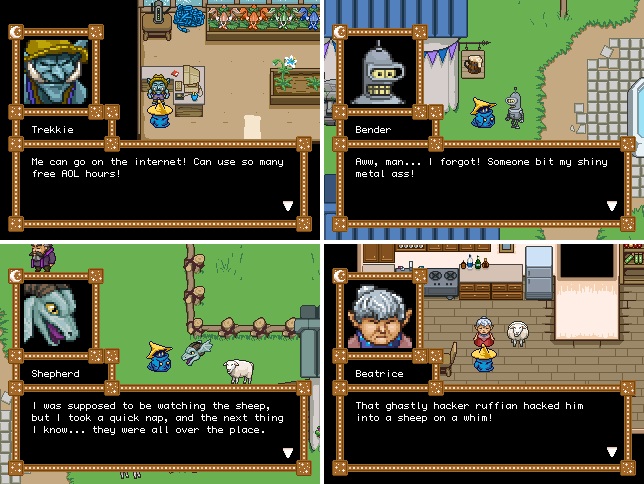 Trekkie
Me can go on the internet! Can use so many
free AOL hours!
Bender
Aww, man... I forgot! Someone bit my shiny
metal ass!
Shepherd
I was supposed to be watching the sheep,
but I took a quick nap, and the next thing
I know... they were all over the place.
Beatrice
That ghastly hacker ruffian hacked him
into a sheep on a whim!